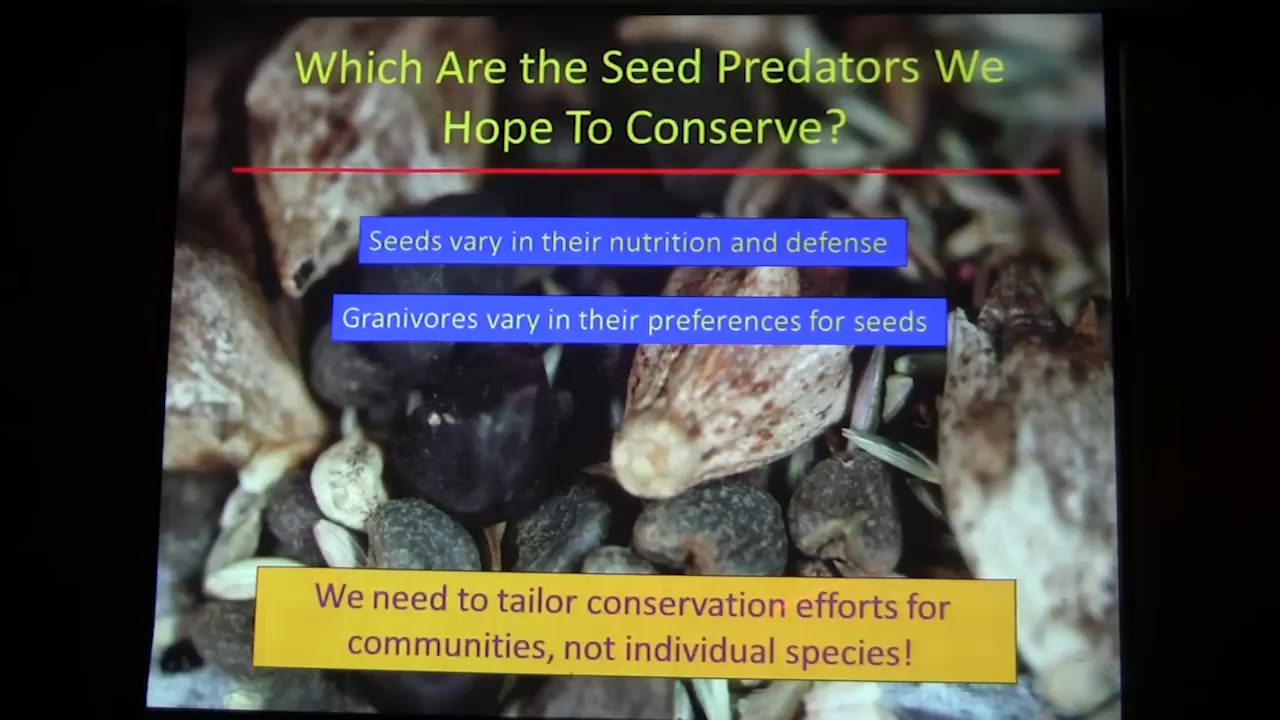 Which Are the Seed Predators We
Hope To Conserve?
Seeds vary in their nutrition and defense
Granivores vary in their preferences for seeds
We need to tailor conservation efforts for
communities, not individual species!